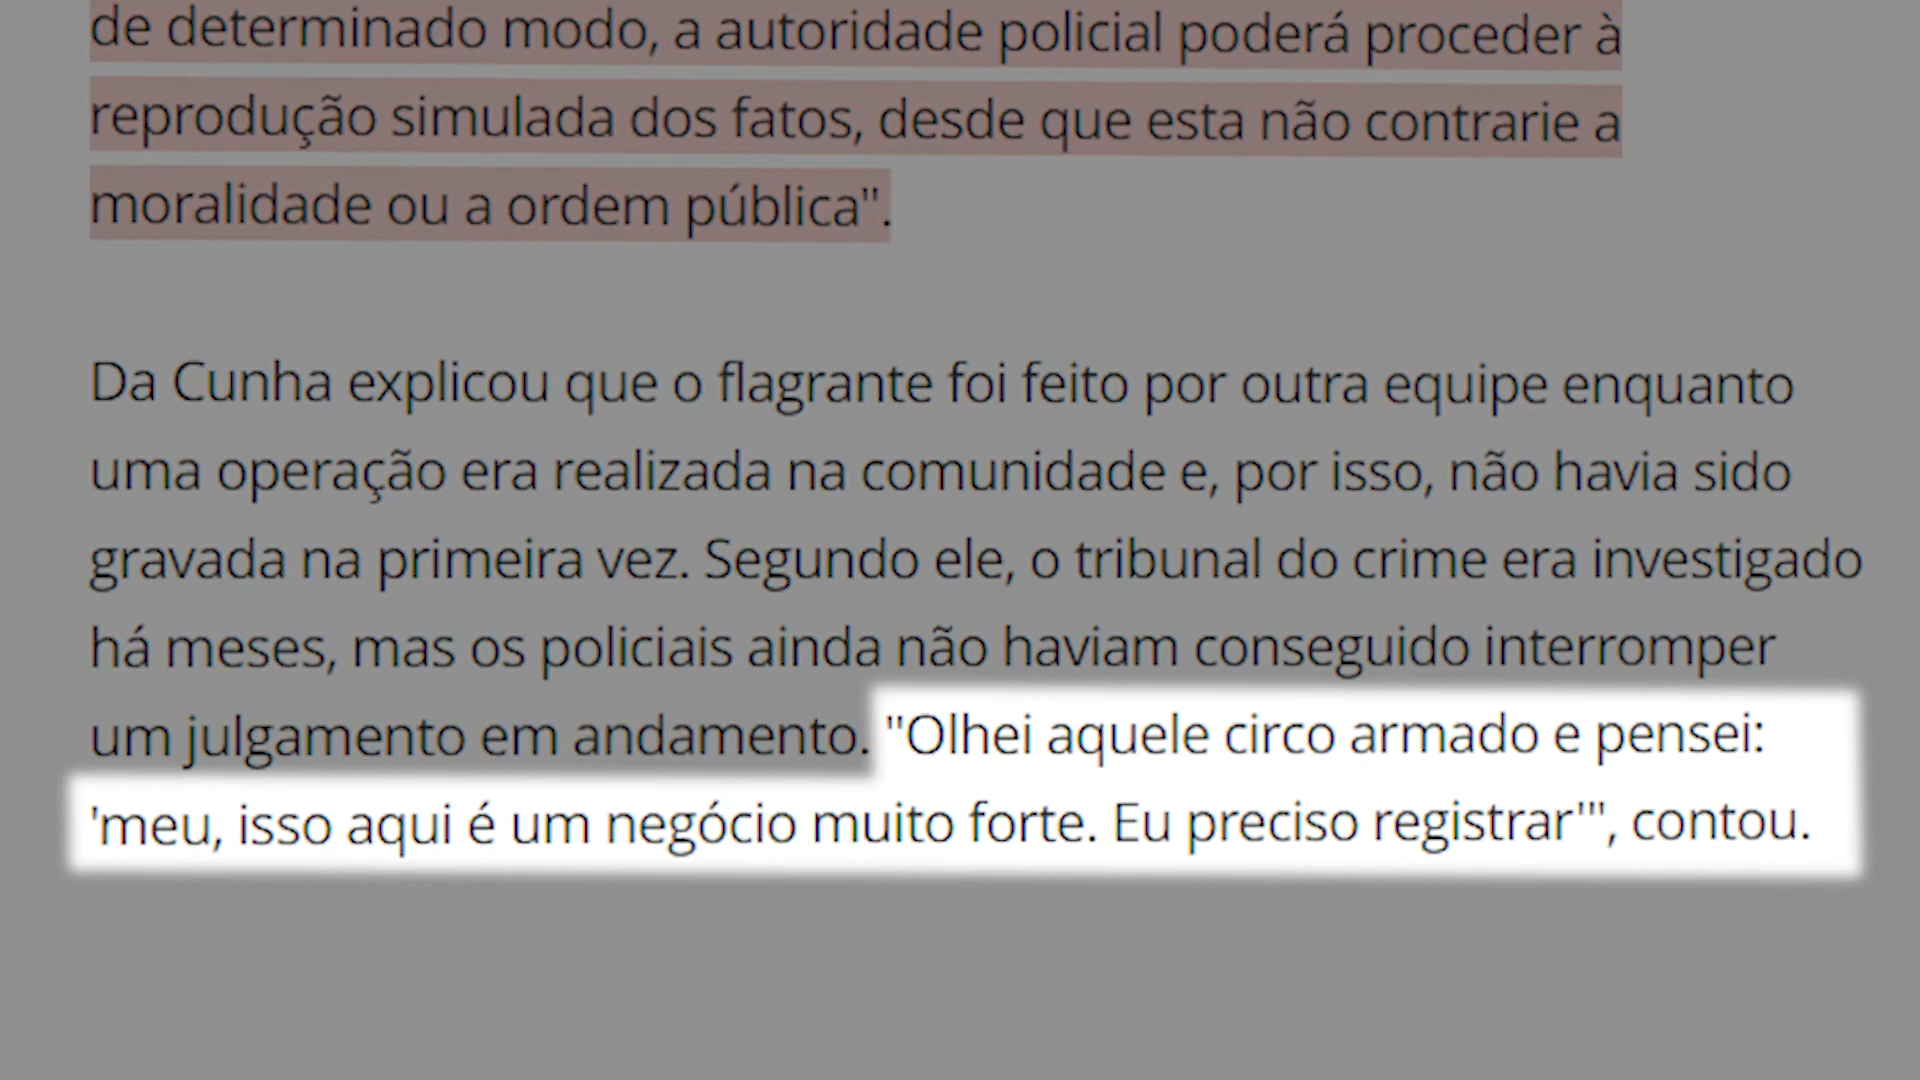 de determinado modo, a autoridade policial poderá proceder à
reprodução simulada dos fatos, desde que esta não contrarie a
moralidade ou a ordem pública".
Da Cunha explicou que o flagrante foi feito por outra equipe enquanto
uma operação era realizada na comunidade e, por isso, não havia sido
gravada na primeira vez. Segundo ele, o tribunal do crime era investigado
há meses, mas os policiais ainda não haviam conseguido interromper
um julgamento em andamento. "Olhei aquele circo armado e pensei:
'meu, isso aqui é um negócio muito forte. Eu preciso registrar'", contou.